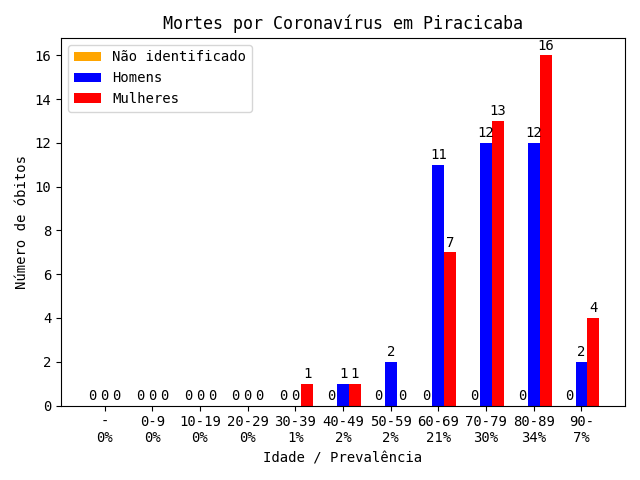 Mortes por Coronavírus em Piracicaba
Não identificado
Homens
Mulheres
Número de óbitos
16
14
12
10
8
6
4
2
0
0 0 0 0 0 0 0 0 0 0 0 0 0 0 1 0 1 1 0 2 0 0 11 7 0 12 13 0 12 16 0 2 4
- 0-9 10-19 20-29 30-39 40-49 50-59 60-69 70-79 80-89 90-
0% 0% 0% 0% 1% 2% 2% 21% 30% 34% 7%
Idade / Prevalência